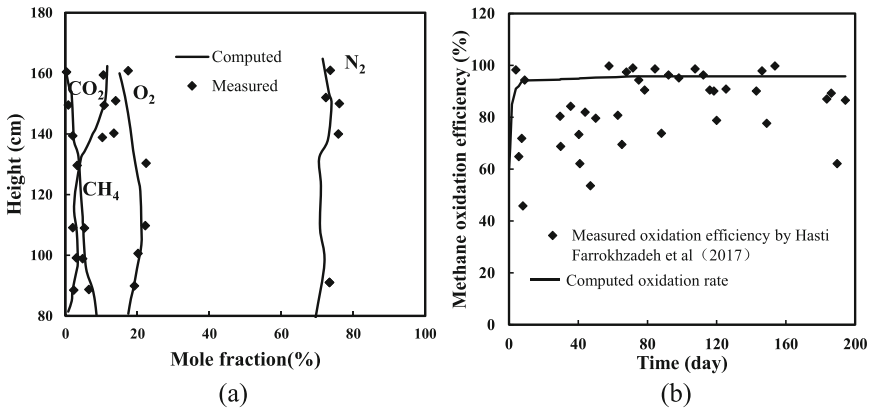 180
160
140
120
100
80
0
20
40
60
80
100
Height (cm)
Mole fraction(%)
CO2
O2
N2
CH4
Computed
Measured
(a)
120
100
80
60
40
20
0
0
40
80
120
160
200
Methane oxidation efficiency (%)
Time (day)
Measured oxidation efficiency by Hasti
Farrokhzadeh et al（2017）
Computed oxidation rate
(b)